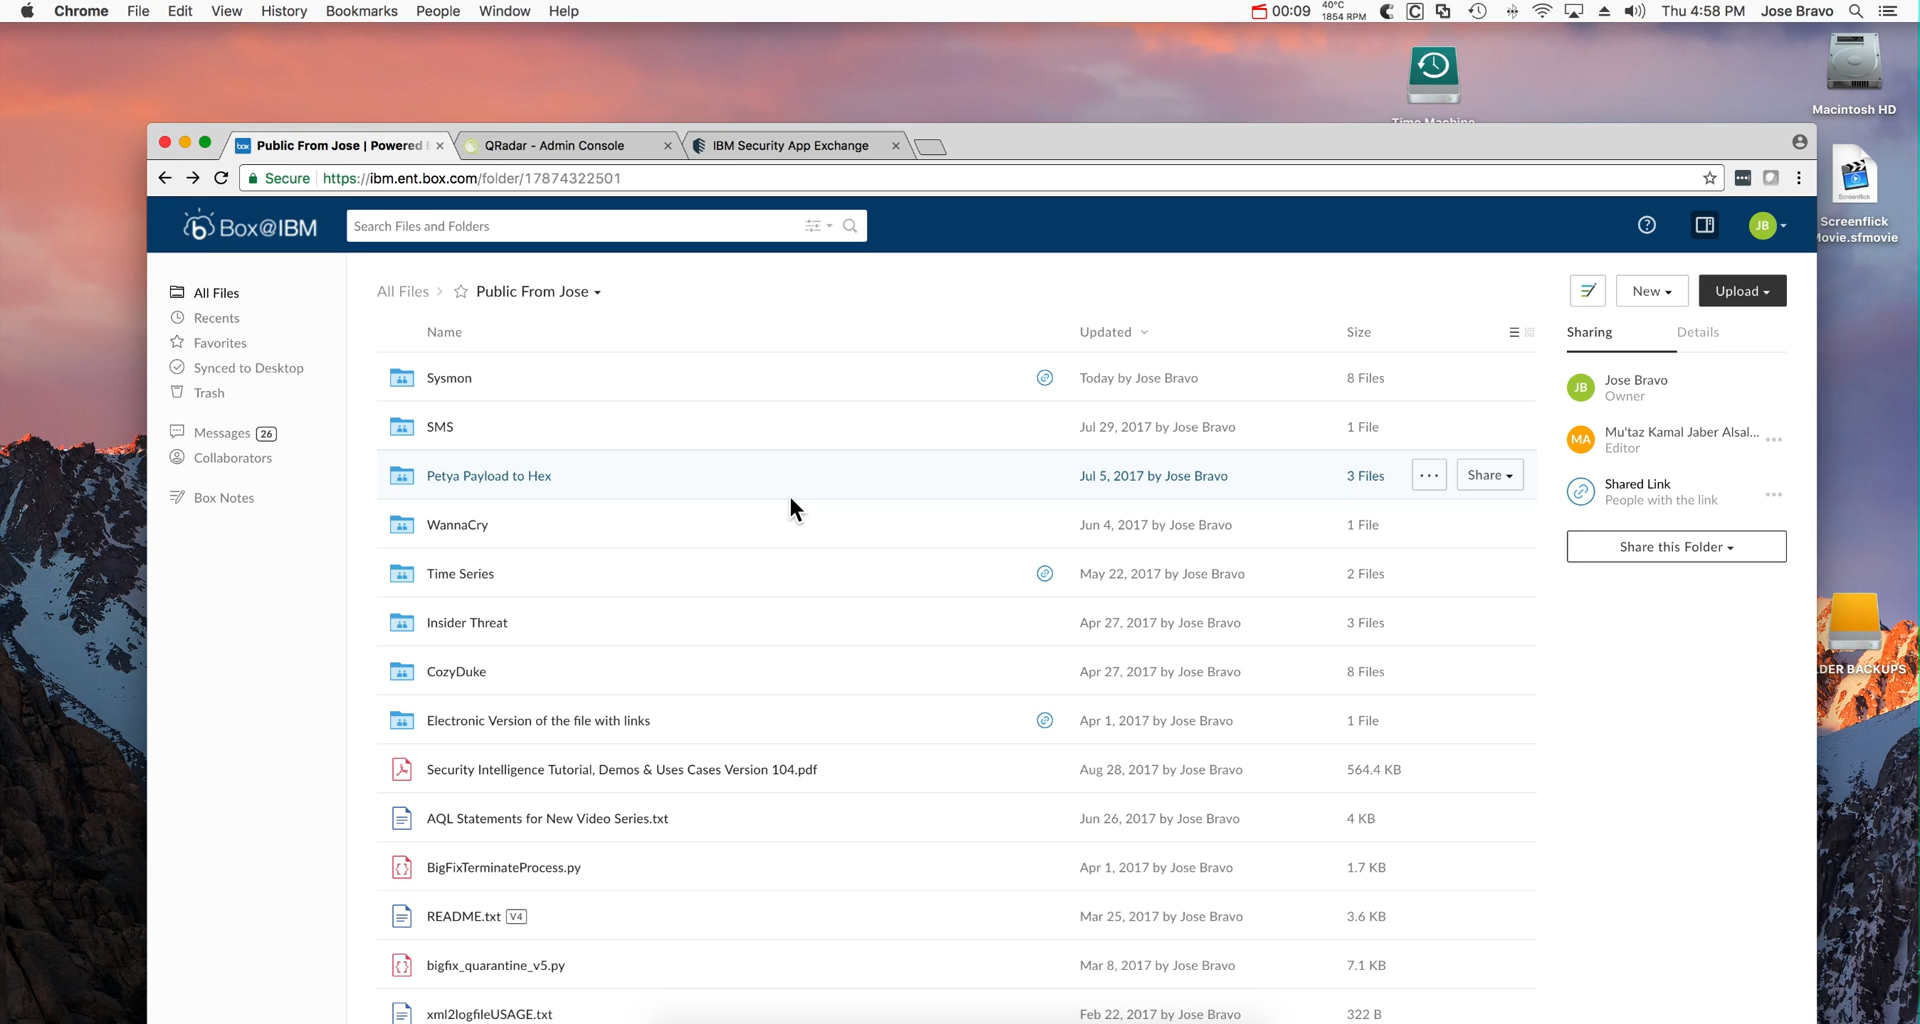 Chrome File Edit View History Bookmarks People Window Help 00:09 40°C 1854 RPM Thu 4:58 PM Jose Bravo
Time Machine
Macintosh HD
Screenflick
Movie.sfmovie
DER BACKUPS
Public From Jose | Powered QRadar - Admin Console IBM Security App Exchange
Secure https://ibm.ent.box.com/folder/17874322501
Box@IBM Search Files and Folders JB
All Files
Recents
Favorites
Synced to Desktop
Trash
Messages 26
Collaborators
Box Notes
All Files > Public From Jose New Upload
Name Updated Size
Sysmon Today by Jose Bravo 8 Files
SMS Jul 29, 2017 by Jose Bravo 1 File
Petya Payload to Hex Jul 5, 2017 by Jose Bravo 3 Files ... Share
WannaCry Jun 4, 2017 by Jose Bravo 1 File
Time Series May 22, 2017 by Jose Bravo 2 Files
Insider Threat Apr 27, 2017 by Jose Bravo 3 Files
CozyDuke Apr 27, 2017 by Jose Bravo 8 Files
Electronic Version of the file with links Apr 1, 2017 by Jose Bravo 1 File
Security Intelligence Tutorial, Demos & Uses Cases Version 104.pdf Aug 28, 2017 by Jose Bravo 564.4 KB
AQL Statements for New Video Series.txt Jun 26, 2017 by Jose Bravo 4 KB
BigFixTerminateProcess.py Apr 1, 2017 by Jose Bravo 1.7 KB
README.txt V4 Mar 25, 2017 by Jose Bravo 3.6 KB
bigfix_quarantine_v5.py Mar 8, 2017 by Jose Bravo 7.1 KB
xml2logfileUSAGE.txt Feb 22, 2017 by Jose Bravo 322 B
Sharing Details
JB Jose Bravo
Owner
MA Mu'taz Kamal Jaber Alsal...
Editor
Shared Link
People with the link
Share this Folder